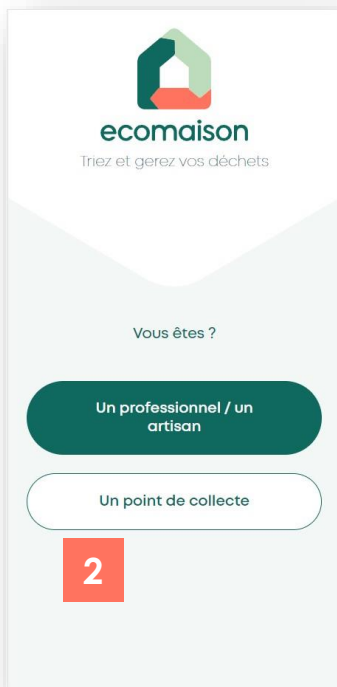 ecomaison
Triez et gerez vos déchets
Vous êtes ?
Un professionnel / un
artisan
Un point de collecte
2